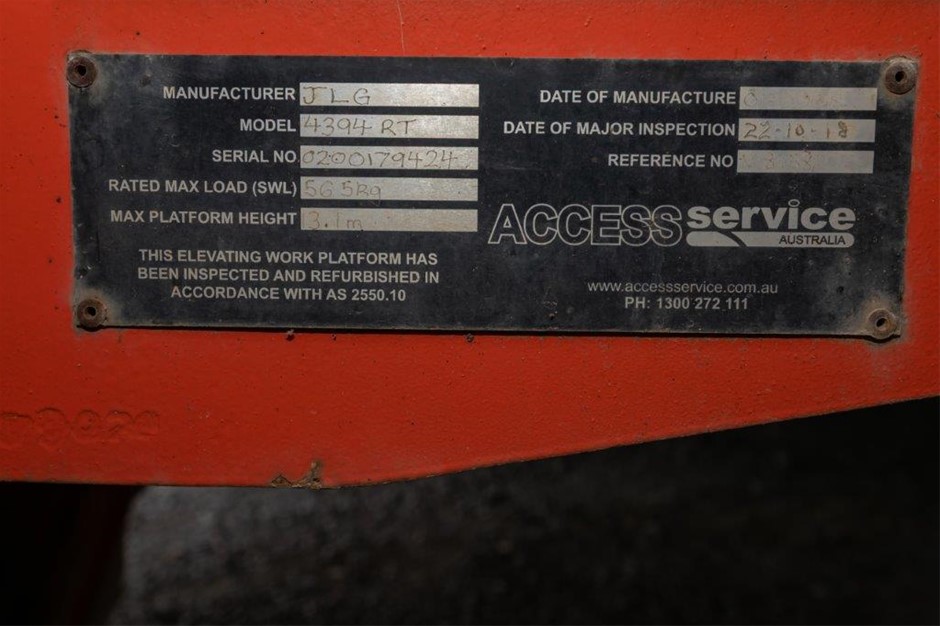 MANUFACTURER JLG
MODEL 4394 RT
SERIAL NO. 0200179424
RATED MAX LOAD (SWL) 565kg
MAX PLATFORM HEIGHT 13.1m
THIS ELEVATING WORK PLATFORM HAS
BEEN INSPECTED AND REFURBISHED IN
ACCORDANCE WITH AS 2550.10
DATE OF MANUFACTURE
DATE OF MAJOR INSPECTION 22-10-18
REFERENCE NO
ACCESS service
AUSTRALIA
www.accessservice.com.au
PH: 1300 272 111